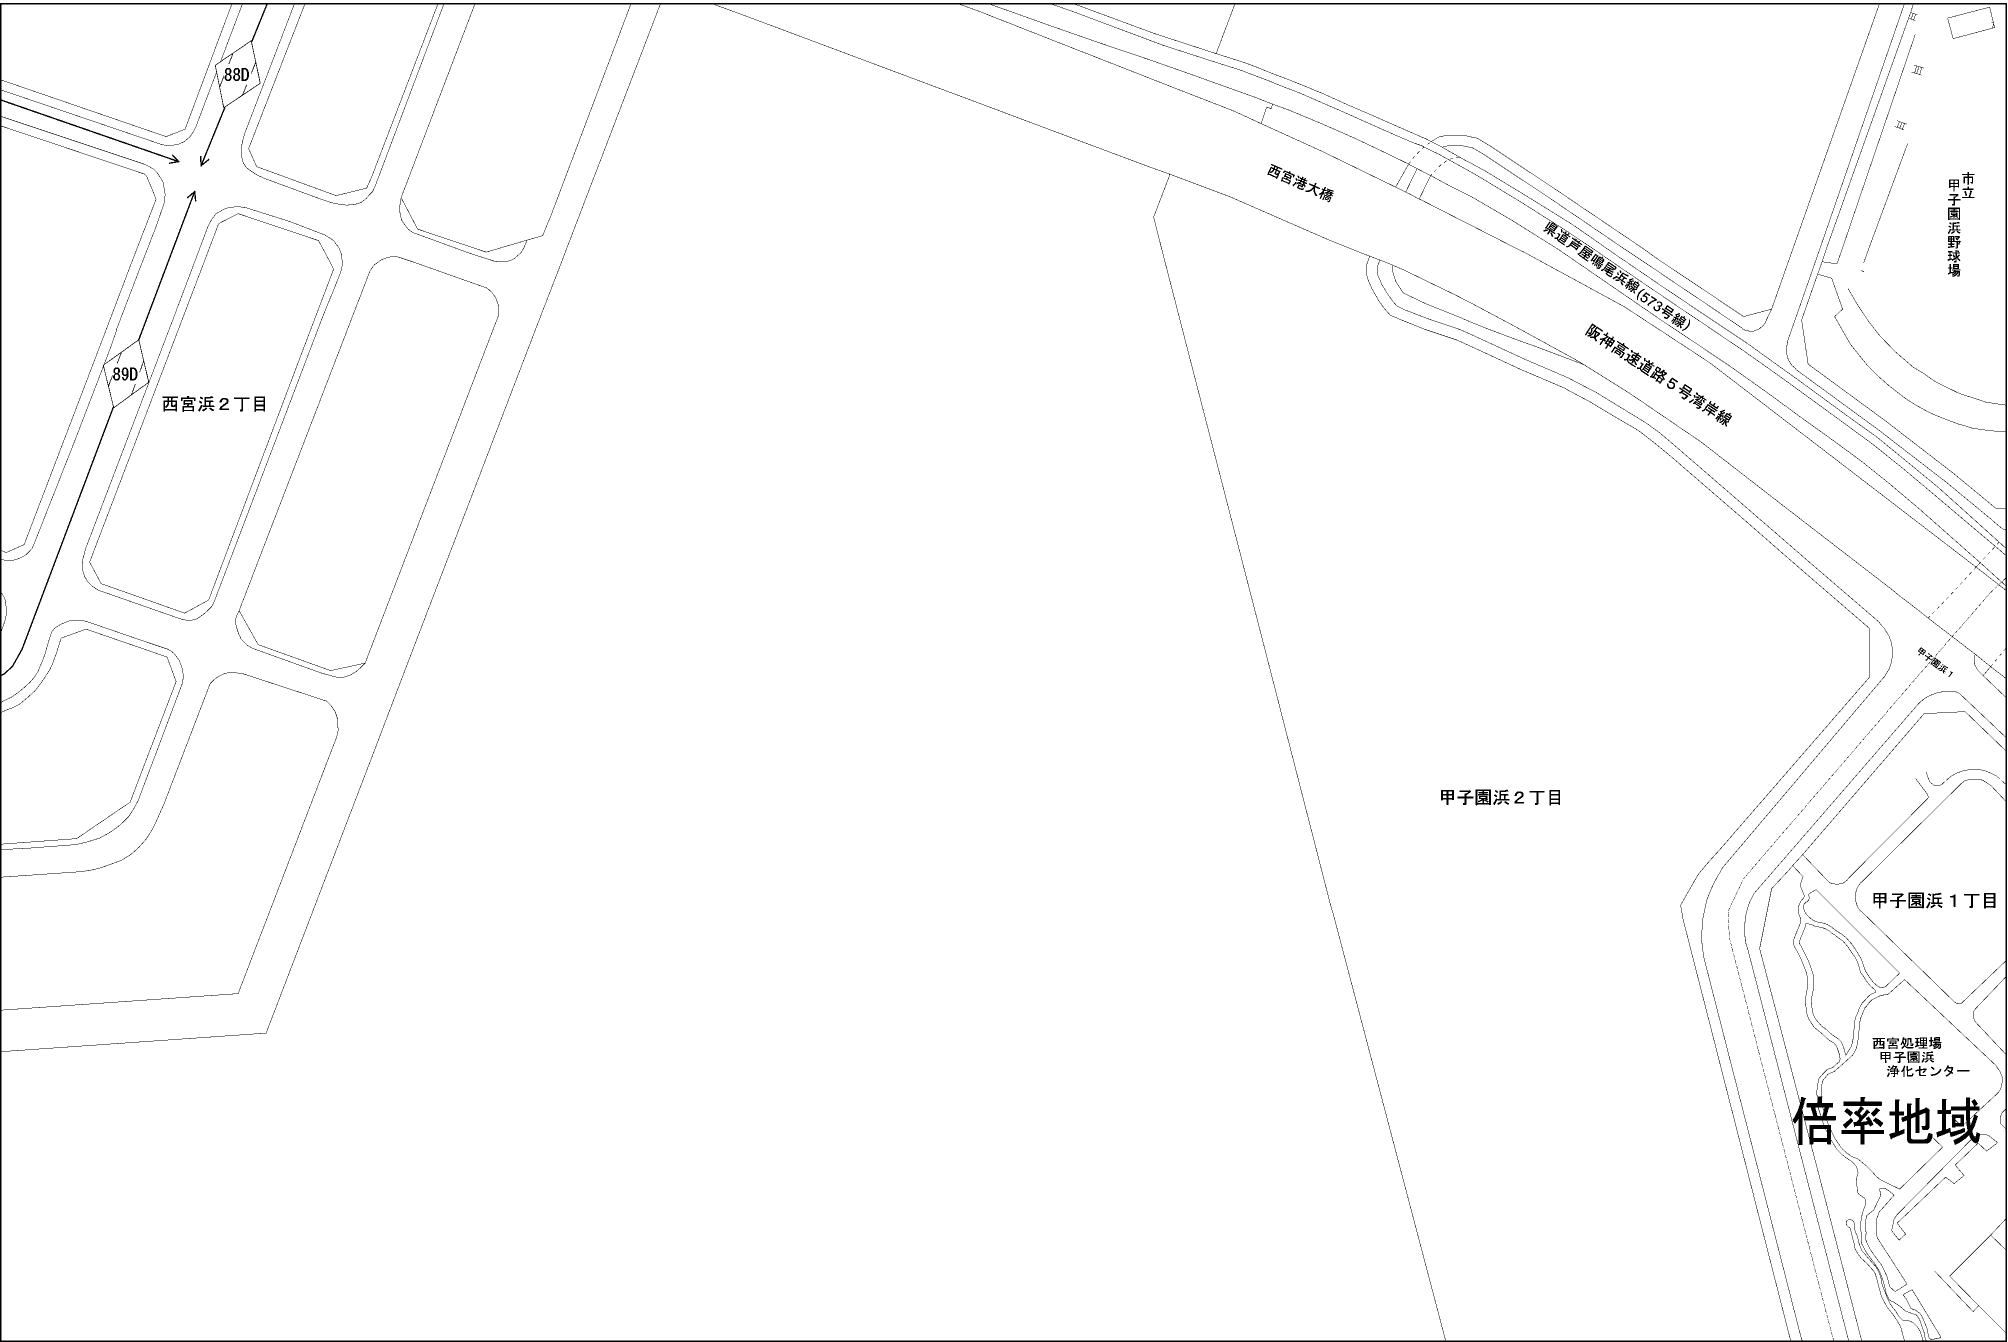 88D
西宮港大橋
市立
甲子園浜野球場
県道芦屋鳴尾浜線(573号線)
阪神高速道路5号湾岸線
89D
西宮浜2丁目
甲子園浜1
甲子園浜2丁目
甲子園浜1丁目
西宮処理場
甲子園浜
浄化センター
倍率地域